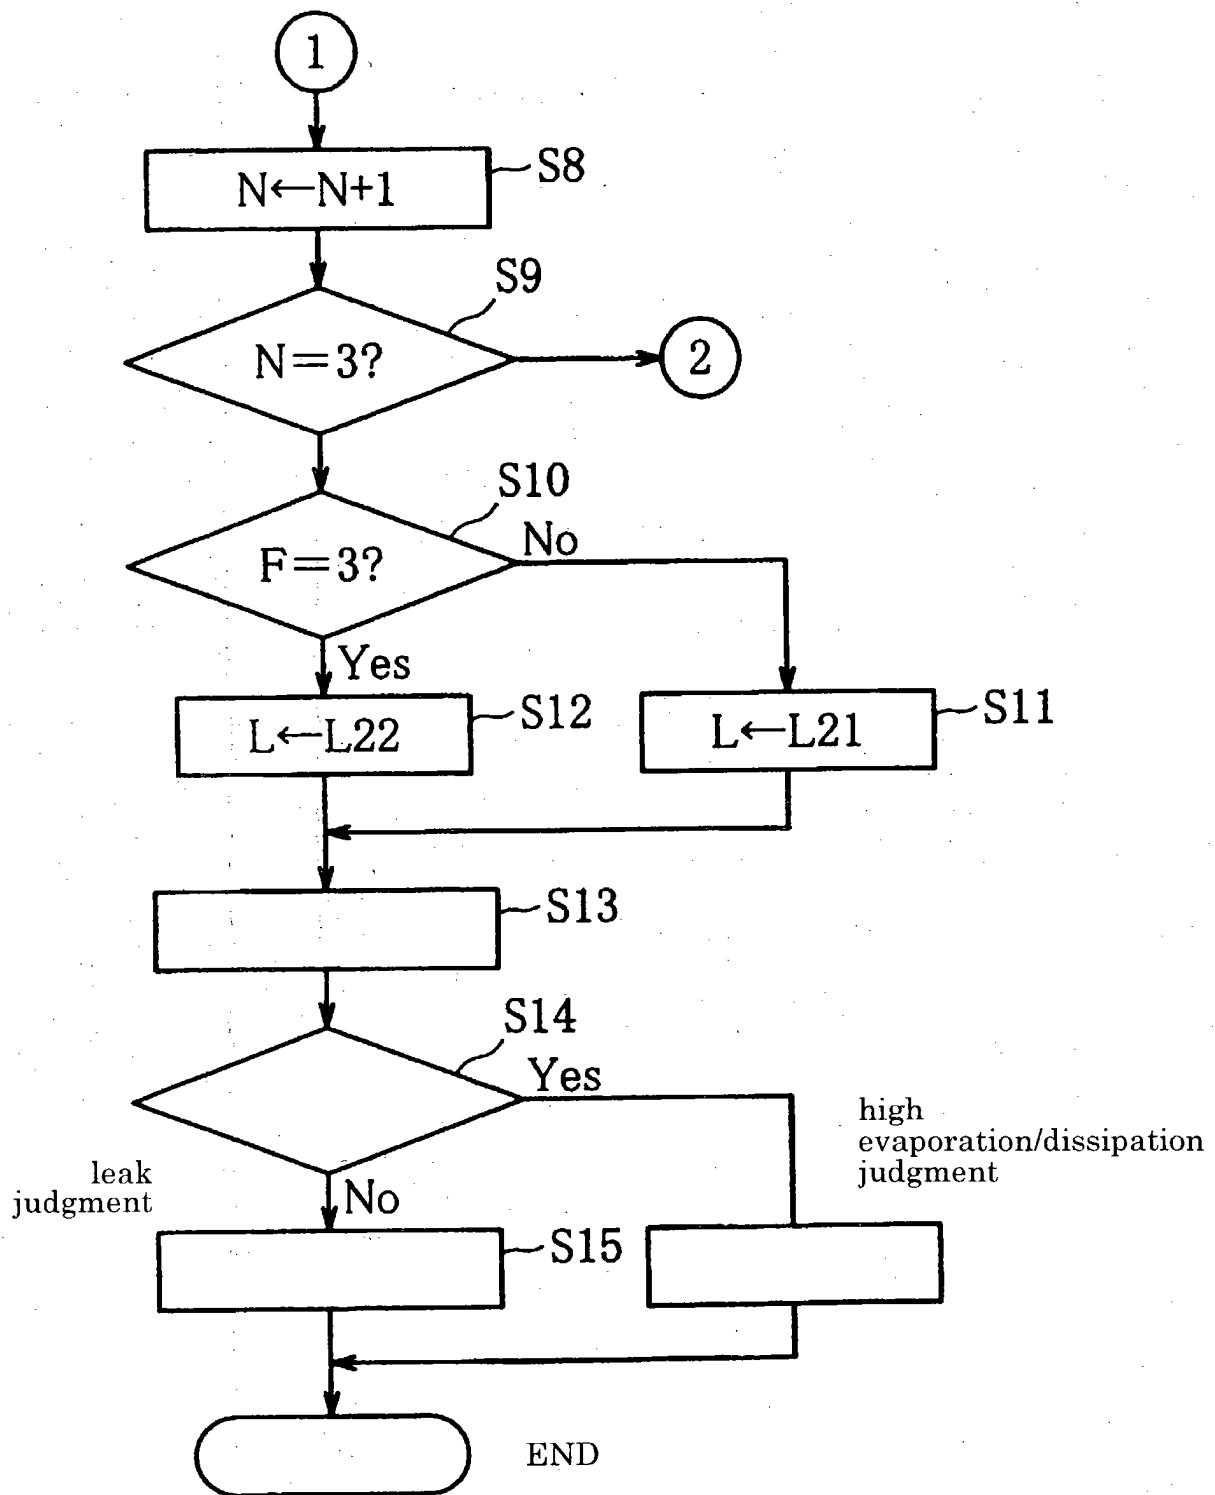 1
N←N+1
S8
S9
N=3?
2
S10
F=3?
No
Yes
L←L22
S12
L←L21
S11
S13
S14
Yes
high
evaporation/dissipation
judgment
leak
judgment
No
S15
END